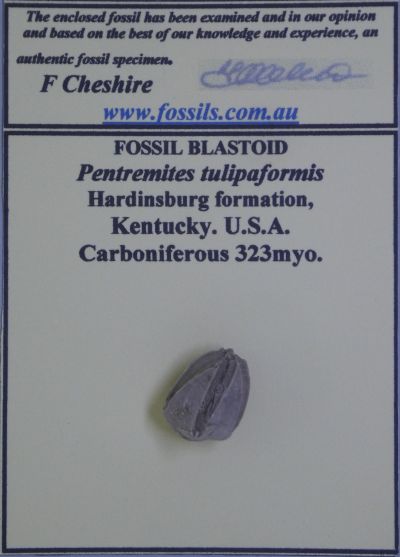 The enclosed fossil has been examined and in our opinion
and based on the best of our knowledge and experience, an
authentic fossil specimen.
F Cheshire
www.fossils.com.au
FOSSIL BLASTOID
Pentremites tulipaformis
Hardinsburg formation,
Kentucky. U.S.A.
Carboniferous 323myo.